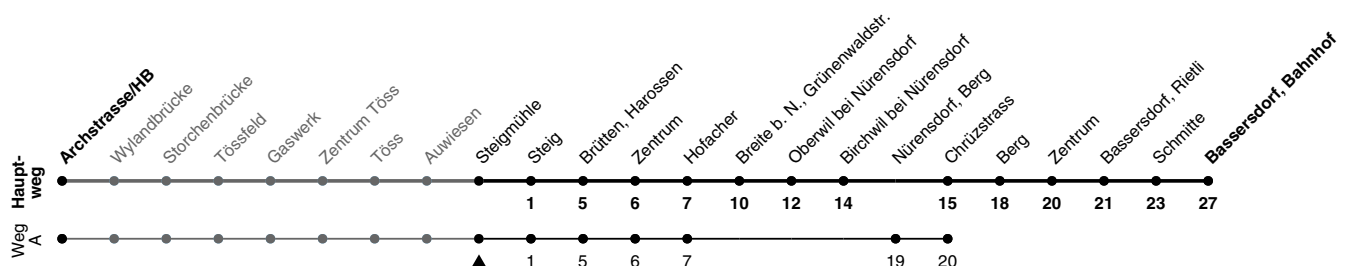 Archstrasse/HB
Wylandbrücke
Storchenbrücke
Tössfeld
Gaswerk
Zentrum Töss
Töss
Auwiesen
Steigmühle
Steig
Brütten, Harossen
Zentrum
Hofacher
Breite b. N., Grünenwaldstr.
Oberwil bei Nürensdorf
Birchwil bei Nürensdorf
Nürensdorf, Berg
Chrüzstrass
Berg
Zentrum
Bassersdorf, Rietli
Schmitte
Bassersdorf, Bahnhof
Haupt-
weg
1 5 6 7 10 12 14 15 18 20 21 23 27
Weg
A
1 5 6 7 19 20